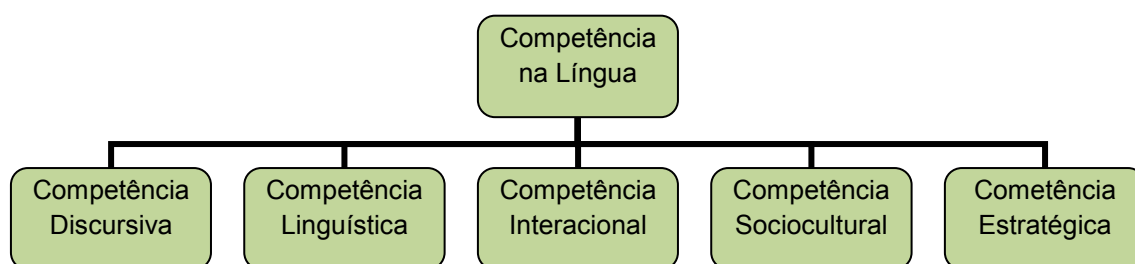 Competência
na Língua
Competência
Discursiva
Competência
Linguística
Competência
Interacional
Competência
Sociocultural
Cometência
Estratégica